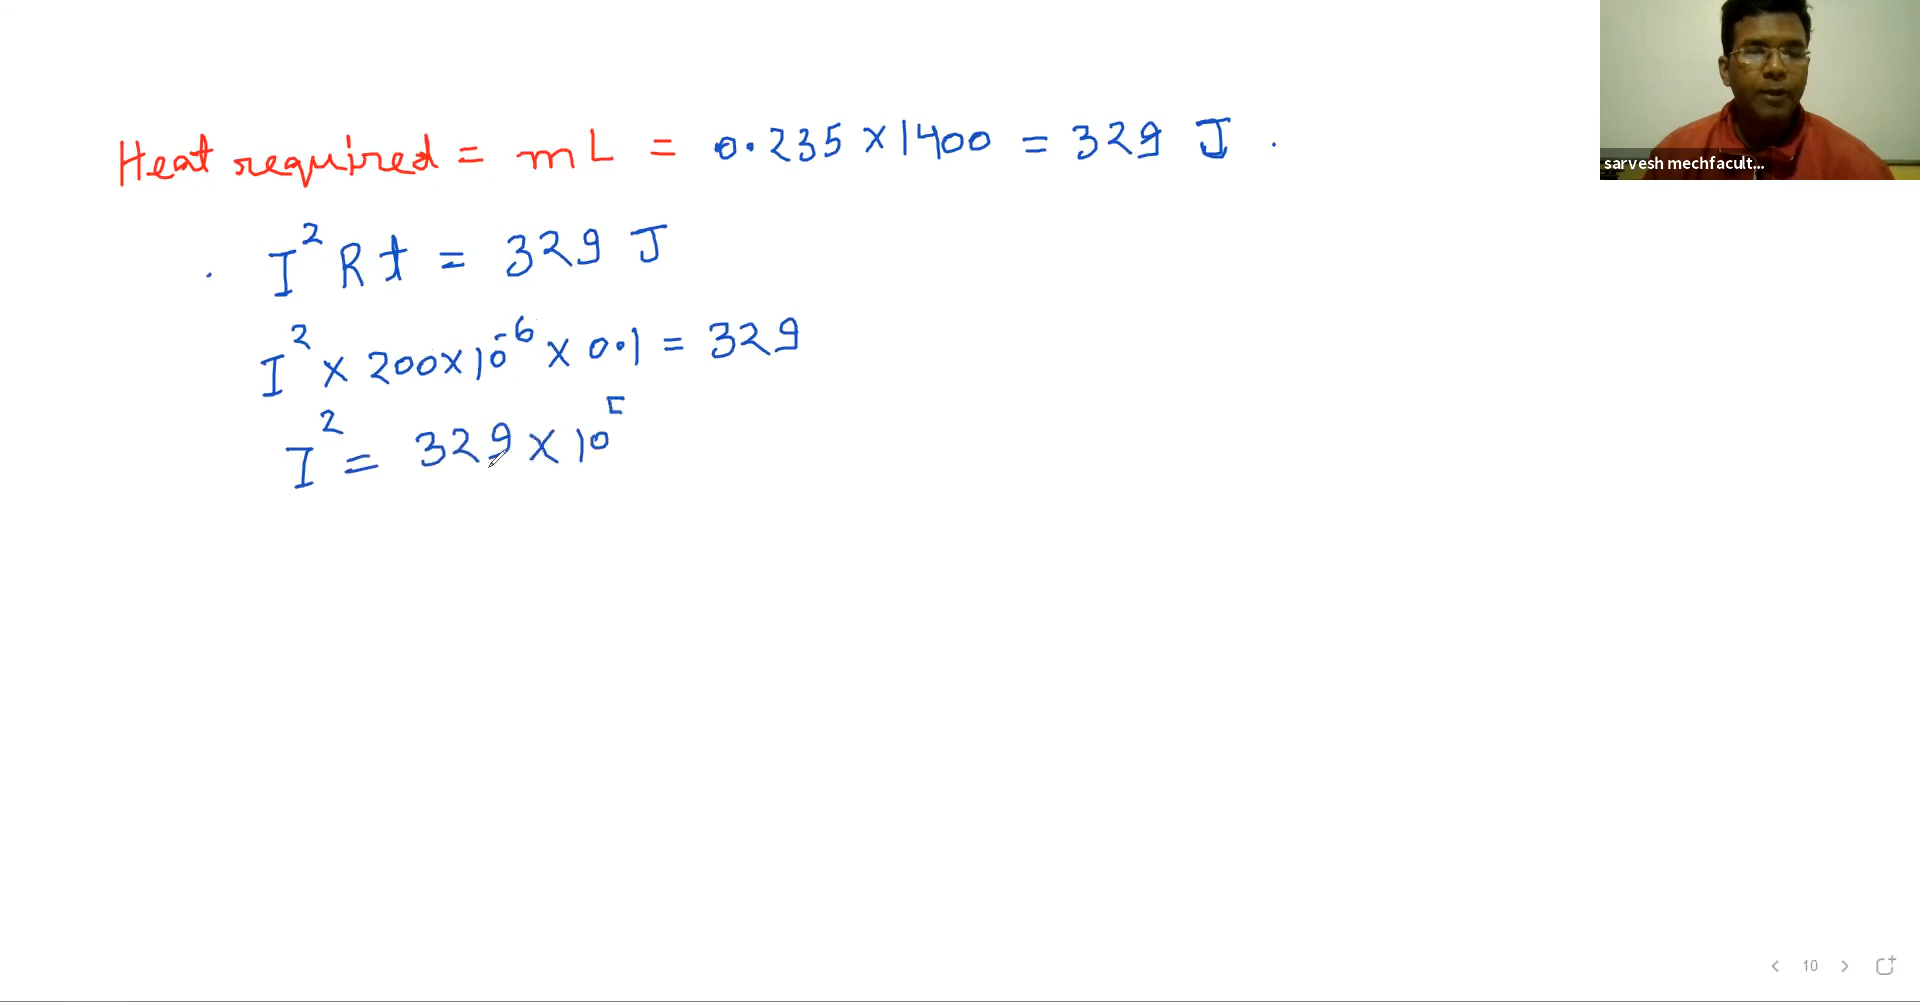 Heat required = mL = 0.235 × 1400 = 329 J .
sarvesh mechfacult...
. I² R t = 329 J
I² × 200 × 10⁻⁶ × 0.1 = 329
I² = 329 × 10⁵
10